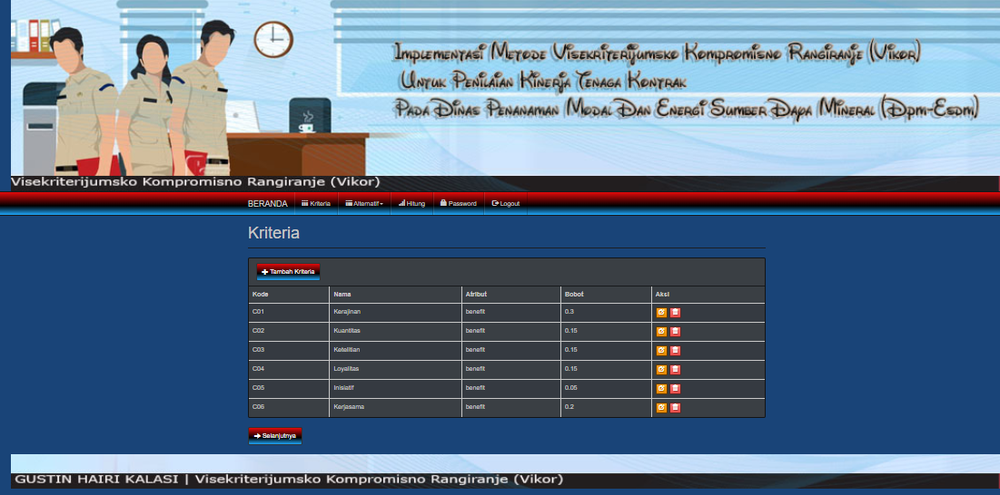 Implementasi Metode Visekriterijumsko Kompromisno Rangiranje (Vikor)
Untuk Penilaian Kinerja Tenaga Kontrak
Pada Dinas Penanaman Modal Dan Energi Sumber Daya Mineral (Dpm-Esdm)
Visekriterijumsko Kompromisno Rangiranje (Vikor)
BERANDA Kriteria Alternatif Hitung Password Logout
Kriteria
Tambah Kriteria
Kode Nama Atribut Bobot Aksi
C01 Kerajinan benefit 0.3
C02 Kuantitas benefit 0.15
C03 Ketelitian benefit 0.15
C04 Loyalitas benefit 0.15
C05 Inisiatif benefit 0.05
C06 Kerjasama benefit 0.2
Selanjutnya
GUSTIN HAIRI KALASI | Visekriterijumsko Kompromisno Rangiranje (Vikor)